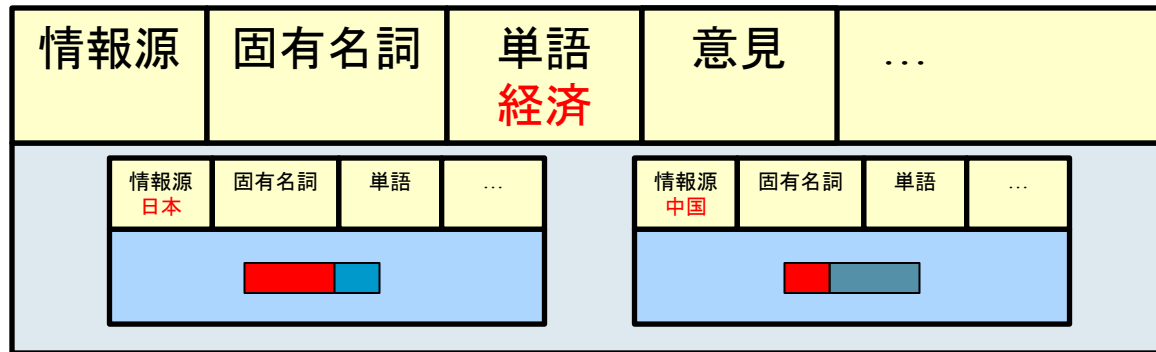 情報源 固有名詞 単語 意見 …
経済
情報源 固有名詞 単語 … 情報源 固有名詞 単語 …
日本 中国